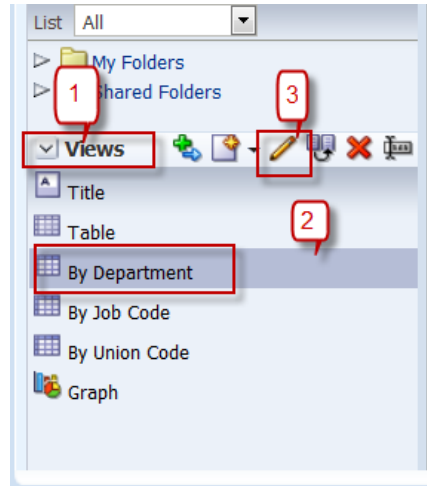 List All
My Folders
1
Shared Folders
3
Views
Title
Table
2
By Department
By Job Code
By Union Code
Graph